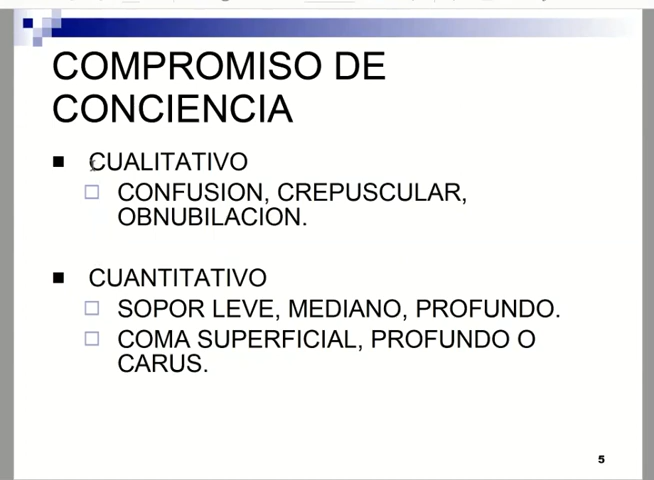 COMPROMISO DE
CONCIENCIA
CUALITATIVO
CONFUSION, CREPUSCULAR,
OBNUBILACION.
CUANTITATIVO
SOPOR LEVE, MEDIANO, PROFUNDO.
COMA SUPERFICIAL, PROFUNDO O
CARUS.
5